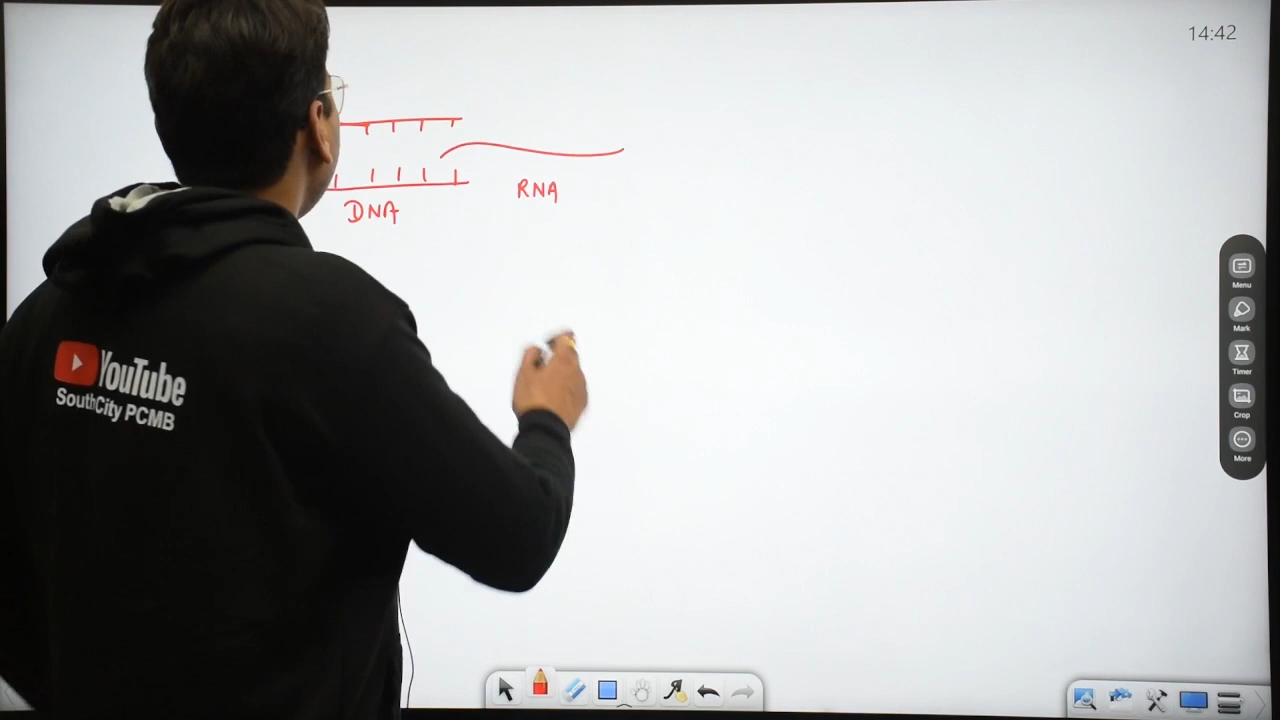 14:42
DNA
RNA
YouTube
SouthCity PCMB
Menu
Mark
Timer
Crop
More